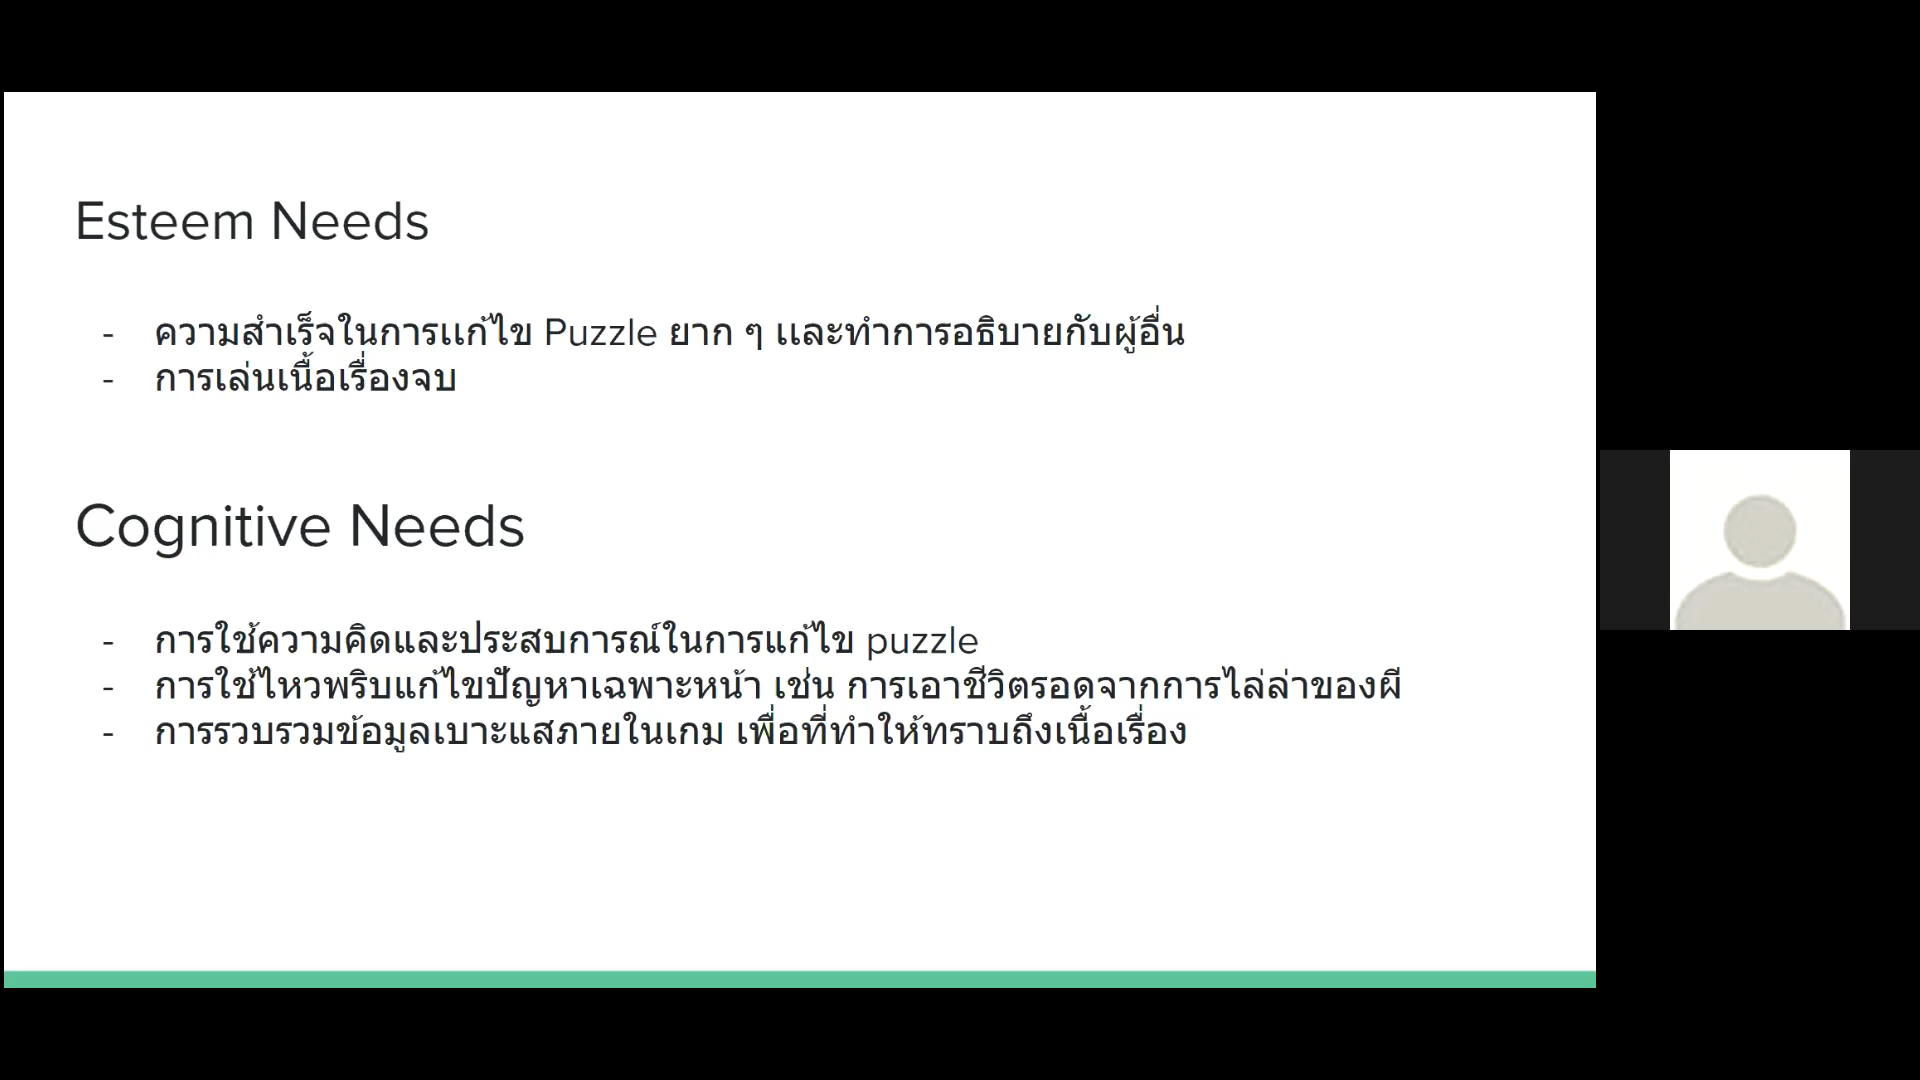 Esteem Needs
- ความสำเร็จในการแก้ไข Puzzle ยาก ๆ และทำการอธิบายกับผู้อื่น
- การเล่นเนื้อเรื่องจบ
Cognitive Needs
- การใช้ความคิดและประสบการณ์ในการแก้ไข puzzle
- การใช้ไหวพริบแก้ไขปัญหาเฉพาะหน้า เช่น การเอาชีวิตรอดจากการไล่ล่าของผี
- การรวบรวมข้อมูลเบาะแสภายในเกม เพื่อที่ทำให้ทราบถึงเนื้อเรื่อง